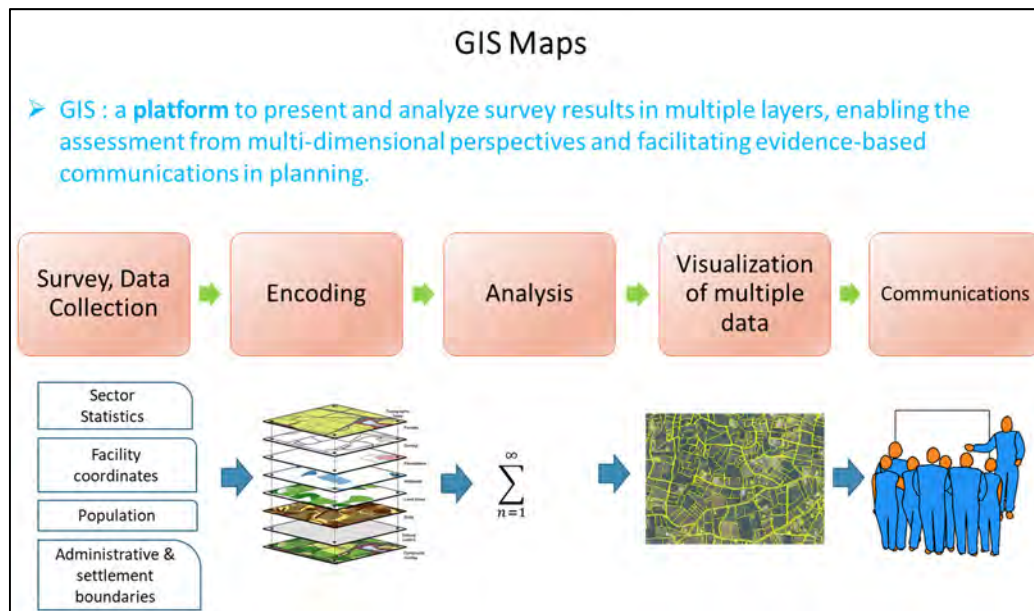 GIS Maps
➢ GIS : a platform to present and analyze survey results in multiple layers, enabling the
assessment from multi-dimensional perspectives and facilitating evidence-based
communications in planning.
Survey, Data
Collection
Encoding
Analysis
Visualization
of multiple
data
Communications
Sector
Statistics
Facility
coordinates
Population
Administrative &
settlement
boundaries
∞
∑
n=1